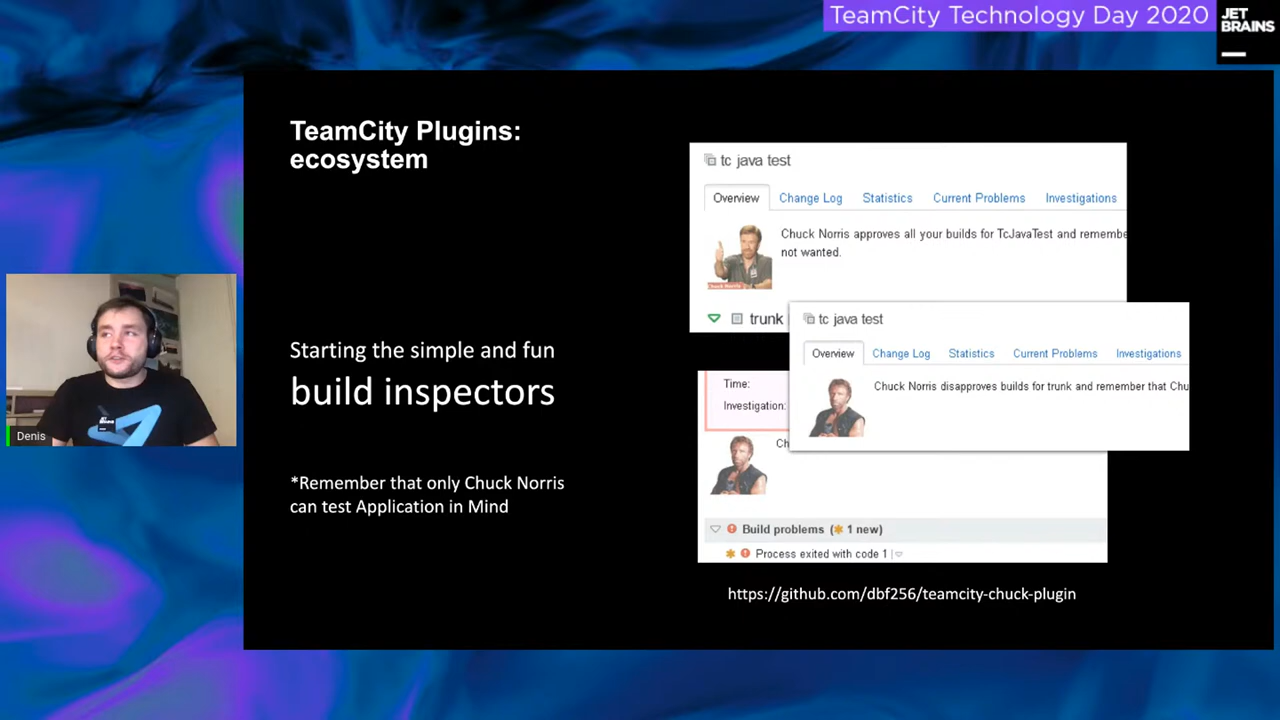 TeamCity Technology Day 2020
JET
BRAINS
TeamCity Plugins:
ecosystem
Starting the simple and fun
build inspectors
*Remember that only Chuck Norris
can test Application in Mind
Denis
tc java test
Overview Change Log Statistics Current Problems Investigations
Chuck Norris approves all your builds for TcJavaTest and remembe
not wanted.
Chuck Norris
trunk
tc java test
Overview Change Log Statistics Current Problems Investigations
Chuck Norris disapproves builds for trunk and remember that Chu
Time:
Investigation:
Ch
Build problems (1 new)
Process exited with code 1
https://github.com/dbf256/teamcity-chuck-plugin